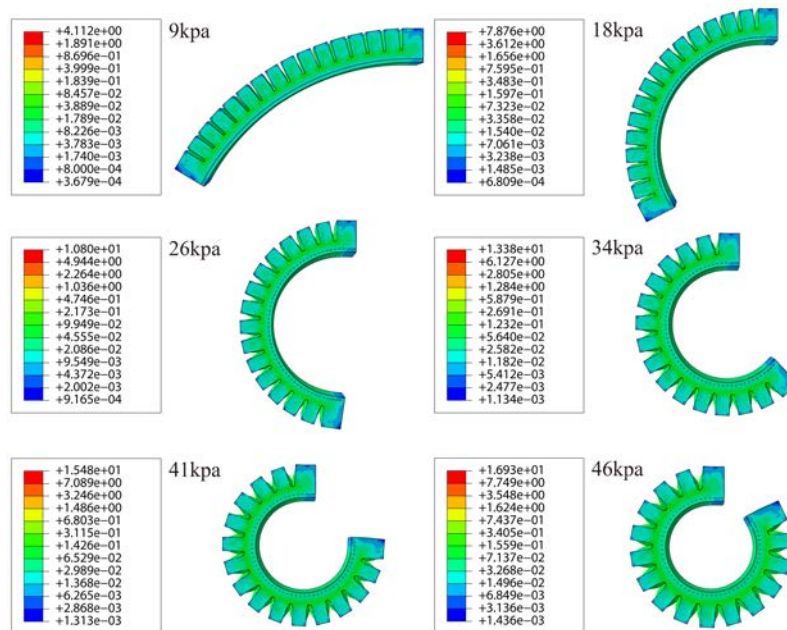 9kpa
+4.112e+00
+1.891e+00
+8.696e−01
+3.999e−01
+1.839e−01
+8.457e−02
+3.889e−02
+1.789e−02
+8.226e−03
+3.783e−03
+1.740e−03
+8.000e−04
+3.679e−04
18kpa
+7.876e+00
+3.612e+00
+1.656e+00
+7.595e−01
+3.483e−01
+1.597e−01
+7.323e−02
+3.358e−02
+1.540e−02
+7.061e−03
+3.238e−03
+1.485e−03
+6.809e−04
26kpa
+1.080e+01
+4.944e+00
+2.264e+00
+1.036e+00
+4.746e−01
+2.173e−01
+9.949e−02
+4.555e−02
+2.086e−02
+9.549e−03
+4.372e−03
+2.002e−03
+9.165e−04
34kpa
+1.338e+01
+6.127e+00
+2.805e+00
+1.284e+00
+5.879e−01
+2.691e−01
+1.232e−01
+5.640e−02
+2.582e−02
+1.182e−02
+5.412e−03
+2.477e−03
+1.134e−03
41kpa
+1.548e+01
+7.089e+00
+3.246e+00
+1.486e+00
+6.803e−01
+3.115e−01
+1.426e−01
+6.529e−02
+2.989e−02
+1.368e−02
+6.265e−03
+2.868e−03
+1.313e−03
46kpa
+1.693e+01
+7.749e+00
+3.548e+00
+1.624e+00
+7.437e−01
+3.405e−01
+1.559e−01
+7.137e−02
+3.268e−02
+1.496e−02
+6.849e−03
+3.136e−03
+1.436e−03